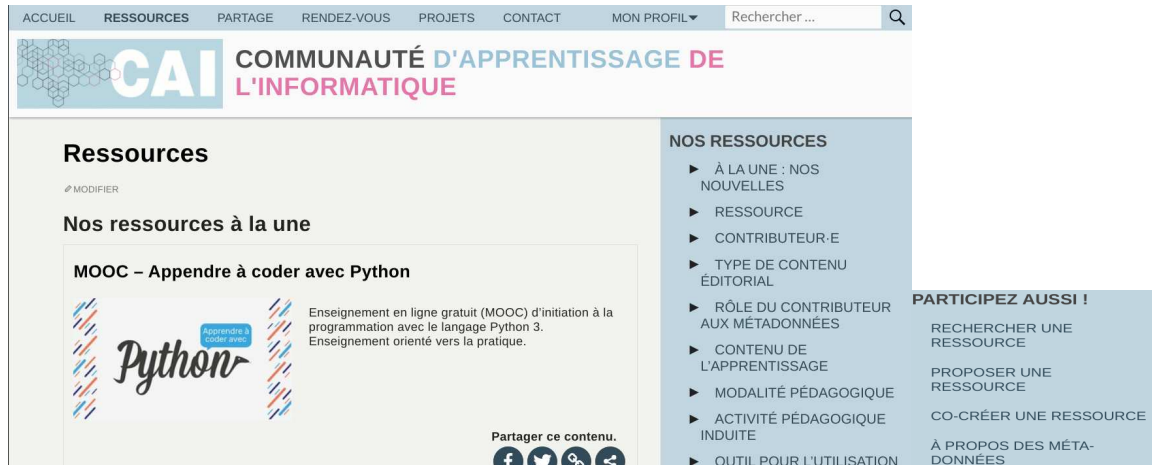 ACCUEIL RESSOURCES PARTAGE RENDEZ-VOUS PROJETS CONTACT MON PROFIL Rechercher ...
CAI
COMMUNAUTÉ D'APPRENTISSAGE DE
L'INFORMATIQUE
Ressources
MODIFIER
Nos ressources à la une
MOOC – Appendre à coder avec Python
Apprendre à
coder avec
Python
Enseignement en ligne gratuit (MOOC) d'initiation à la
programmation avec le langage Python 3.
Enseignement orienté vers la pratique.
Partager ce contenu.
NOS RESSOURCES
À LA UNE : NOS
NOUVELLES
RESSOURCE
CONTRIBUTEUR·E
TYPE DE CONTENU
ÉDITORIAL
RÔLE DU CONTRIBUTEUR
AUX MÉTADONNÉES
CONTENU DE
L'APPRENTISSAGE
MODALITÉ PÉDAGOGIQUE
ACTIVITÉ PÉDAGOGIQUE
INDUITE
OUTIL POUR L'UTILISATION
PARTICIPEZ AUSSI !
RECHERCHER UNE
RESSOURCE
PROPOSER UNE
RESSOURCE
CO-CRÉER UNE RESSOURCE
À PROPOS DES MÉTA-
DONNÉES